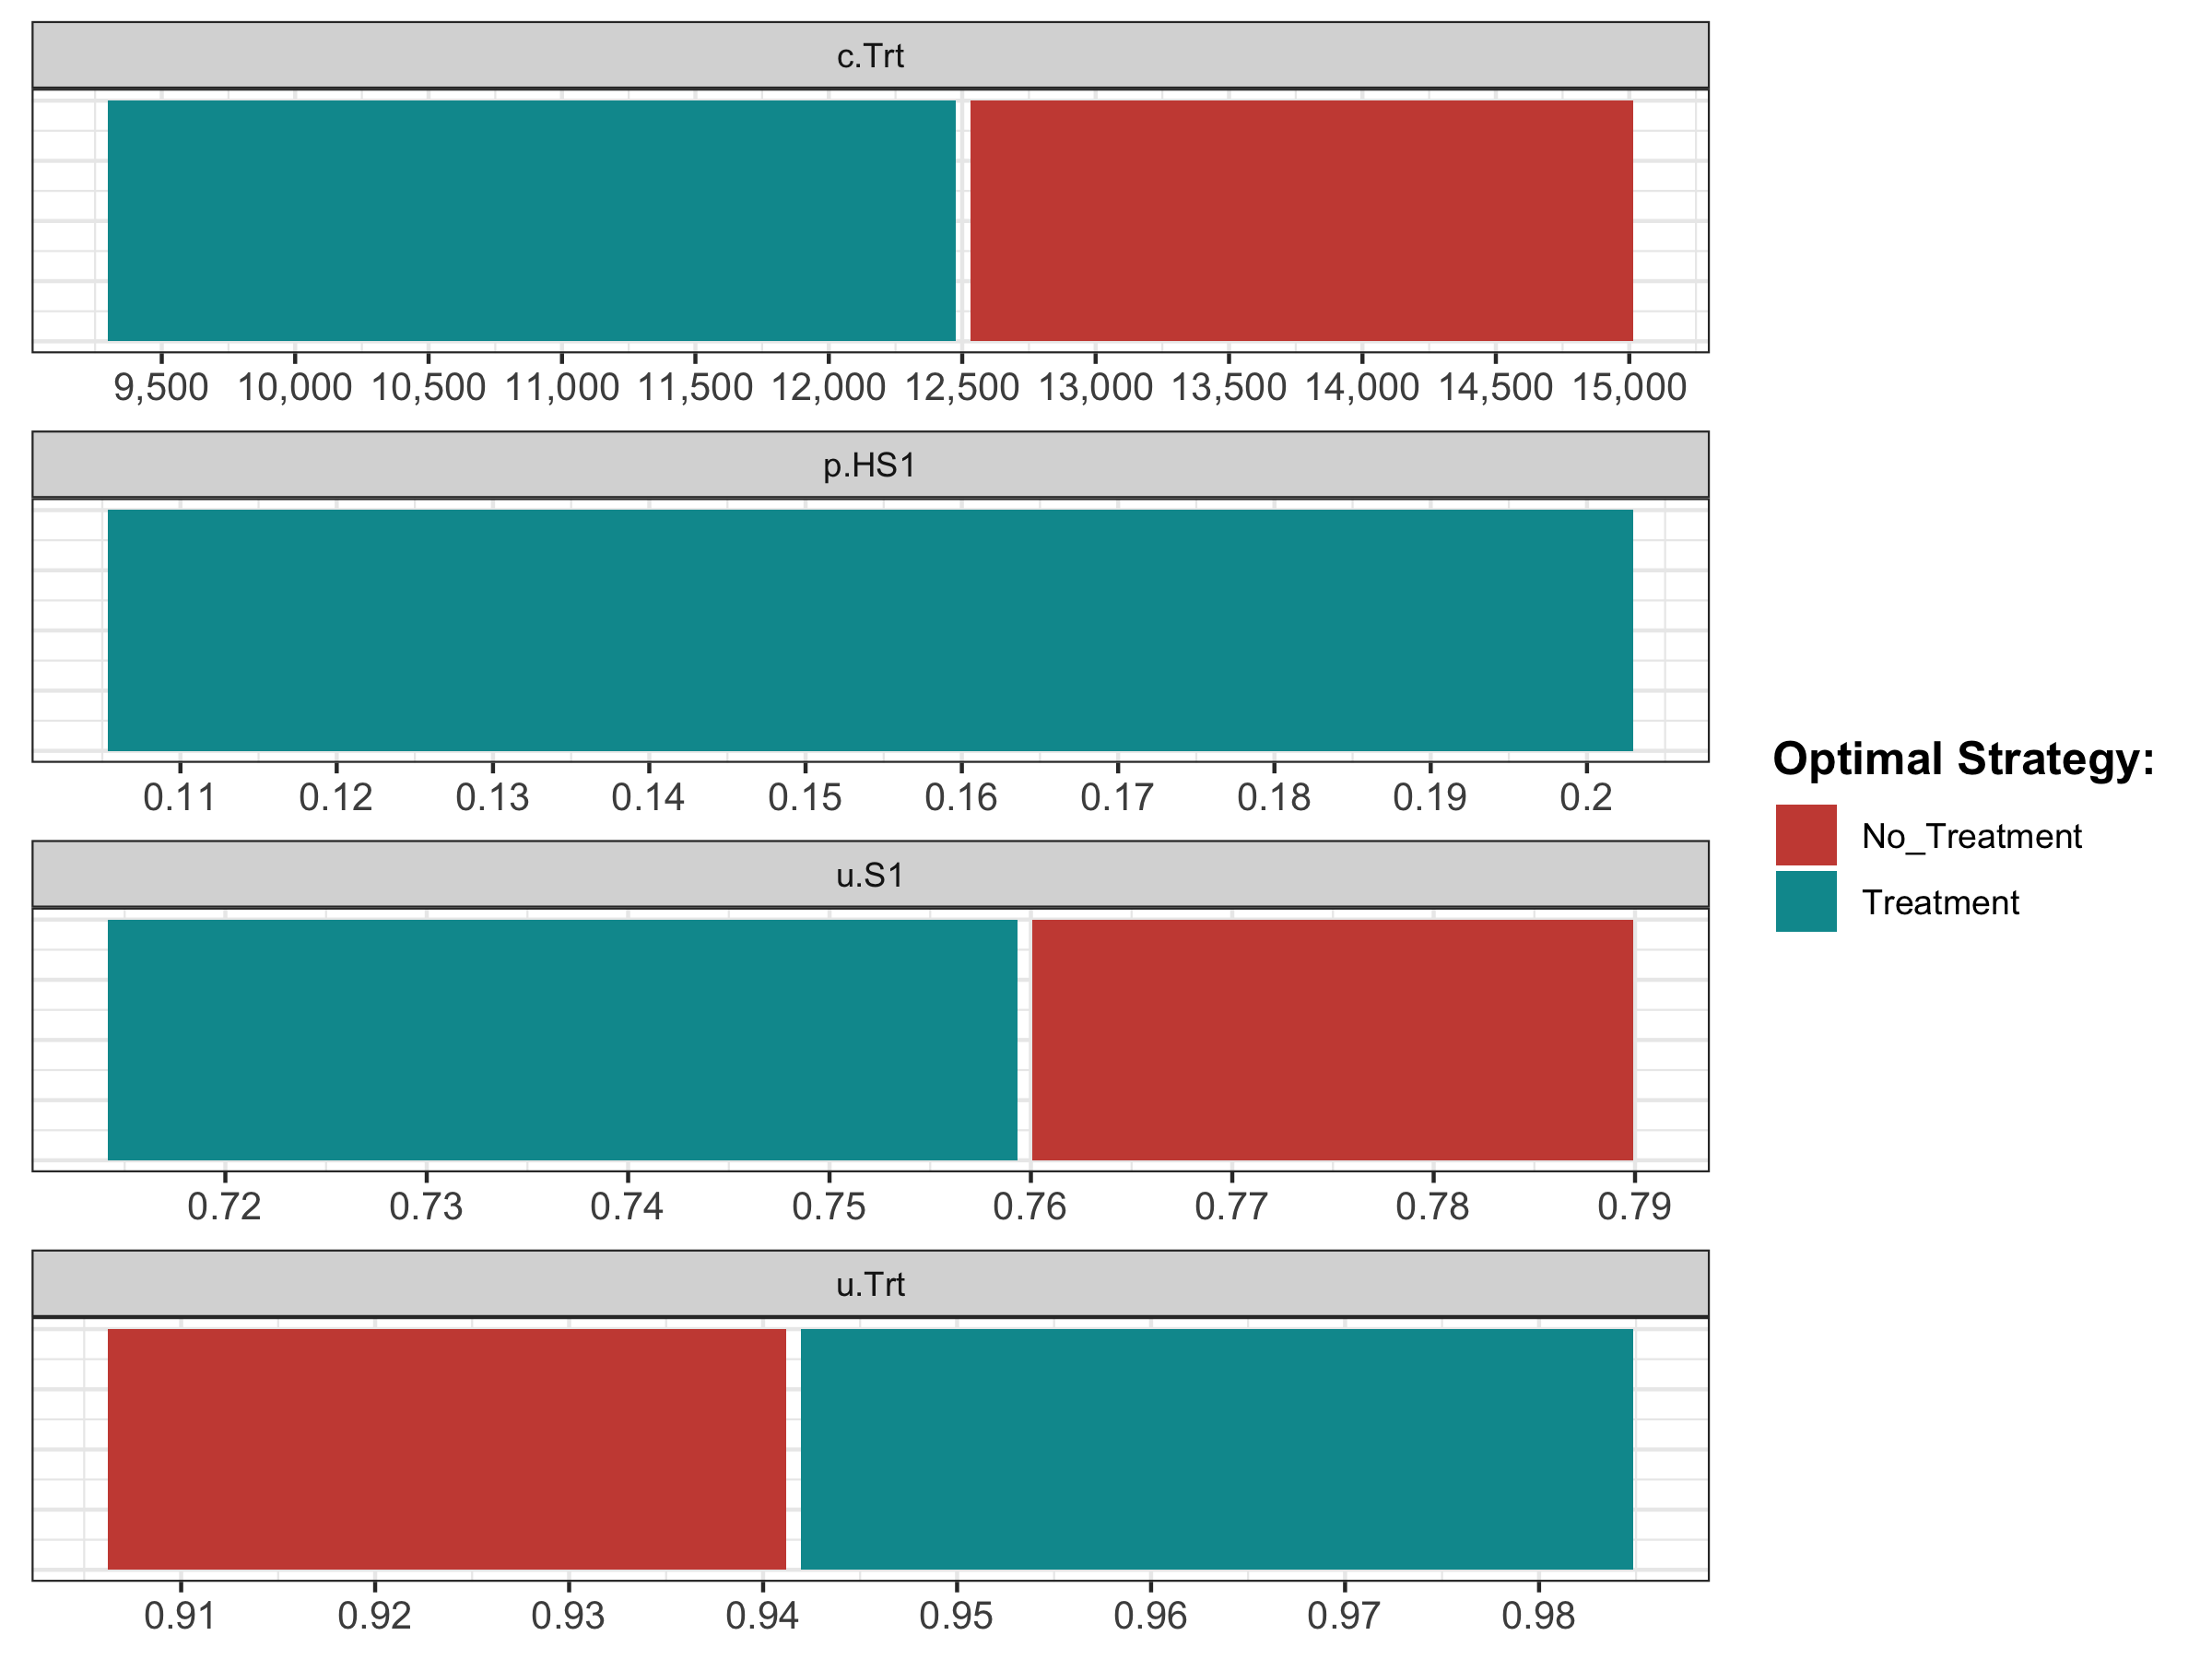 c.Trt
9,500 10,000 10,500 11,000 11,500 12,000 12,500 13,000 13,500 14,000 14,500 15,000
p.HS1
0.11 0.12 0.13 0.14 0.15 0.16 0.17 0.18 0.19 0.2
u.S1
0.72 0.73 0.74 0.75 0.76 0.77 0.78 0.79
u.Trt
0.91 0.92 0.93 0.94 0.95 0.96 0.97 0.98
Optimal Strategy:
No_Treatment
Treatment